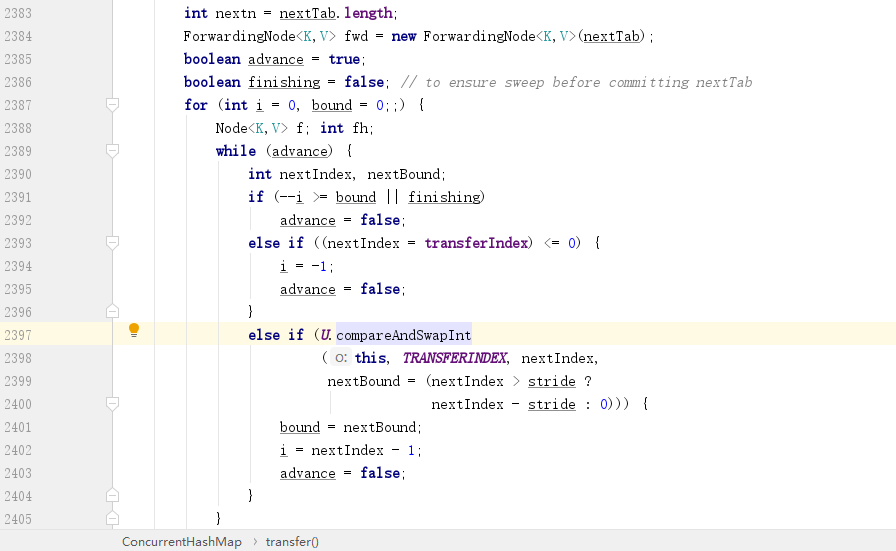 2383 int nextn = nextTab.length;
2384 ForwardingNode<K,V> fwd = new ForwardingNode<K,V>(nextTab);
2385 boolean advance = true;
2386 boolean finishing = false; // to ensure sweep before committing nextTab
2387 for (int i = 0, bound = 0;;) {
2388 Node<K,V> f; int fh;
2389 while (advance) {
2390 int nextIndex, nextBound;
2391 if (--i >= bound || finishing)
2392 advance = false;
2393 else if ((nextIndex = transferIndex) <= 0) {
2394 i = -1;
2395 advance = false;
2396 }
2397 else if (U.compareAndSwapInt
2398 ( o: this, TRANSFERINDEX, nextIndex,
2399 nextBound = (nextIndex > stride ?
2400 nextIndex - stride : 0))) {
2401 bound = nextBound;
2402 i = nextIndex - 1;
2403 advance = false;
2404 }
2405 }
ConcurrentHashMap › transfer()